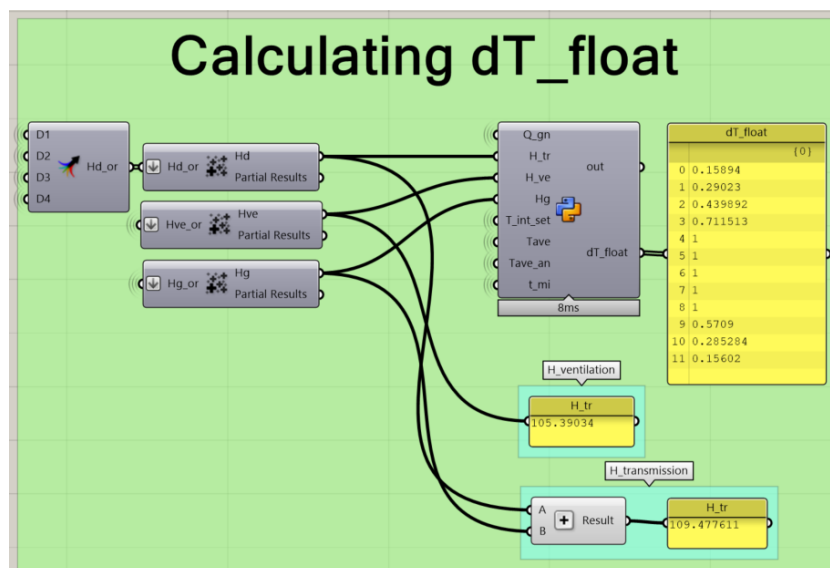 Calculating dT_float
D1
D2
D3
D4
Hd_or
Hd_or
Hd
Partial Results
Hve_or
Hve
Partial Results
Hg_or
Hg
Partial Results
Q_gn
H_tr
H_ve
Hg
T_int_set
Tave
Tave_an
t_mi
out
dT_float
8ms
dT_float
{0}
0 0.15894
1 0.29023
2 0.439892
3 0.711513
4 1
5 1
6 1
7 1
8 1
9 0.5709
10 0.285284
11 0.15602
H_ventilation
H_tr
105.39034
H_transmission
A
B
Result
H_tr
109.477611